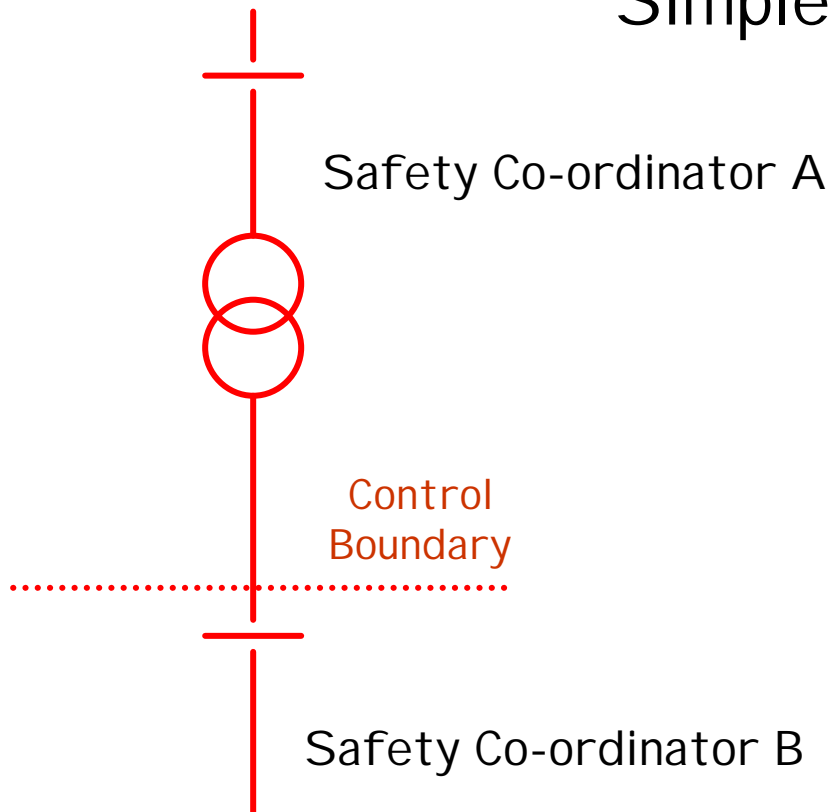 Simple
Safety Co-ordinator A
Control
Boundary
Safety Co-ordinator B